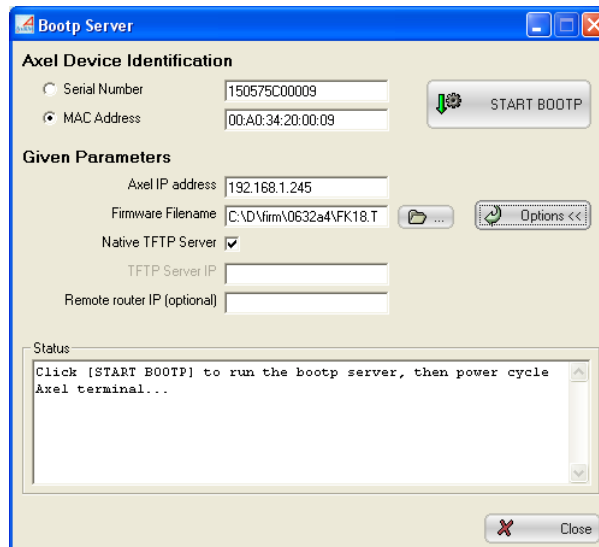 Bootp Server
Axel Device Identification
Serial Number 150575C00009
MAC Address 00:A0:34:20:00:09
START BOOTP
Given Parameters
Axel IP address 192.168.1.245
Firmware Filename C:\D\firm\0632a4\FK18.T ... Options <<
Native TFTP Server
TFTP Server IP
Remote router IP (optional)
Status
Click [START BOOTP] to run the bootp server, then power cycle
Axel terminal...
Close